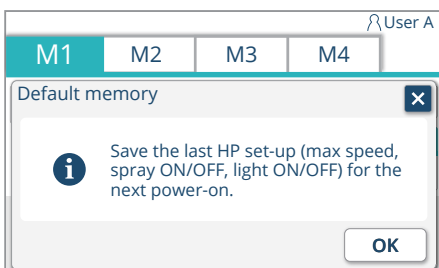 User A
M1 M2 M3 M4
Default memory
Save the last HP set-up (max speed,
spray ON/OFF, light ON/OFF) for the
next power-on.
OK